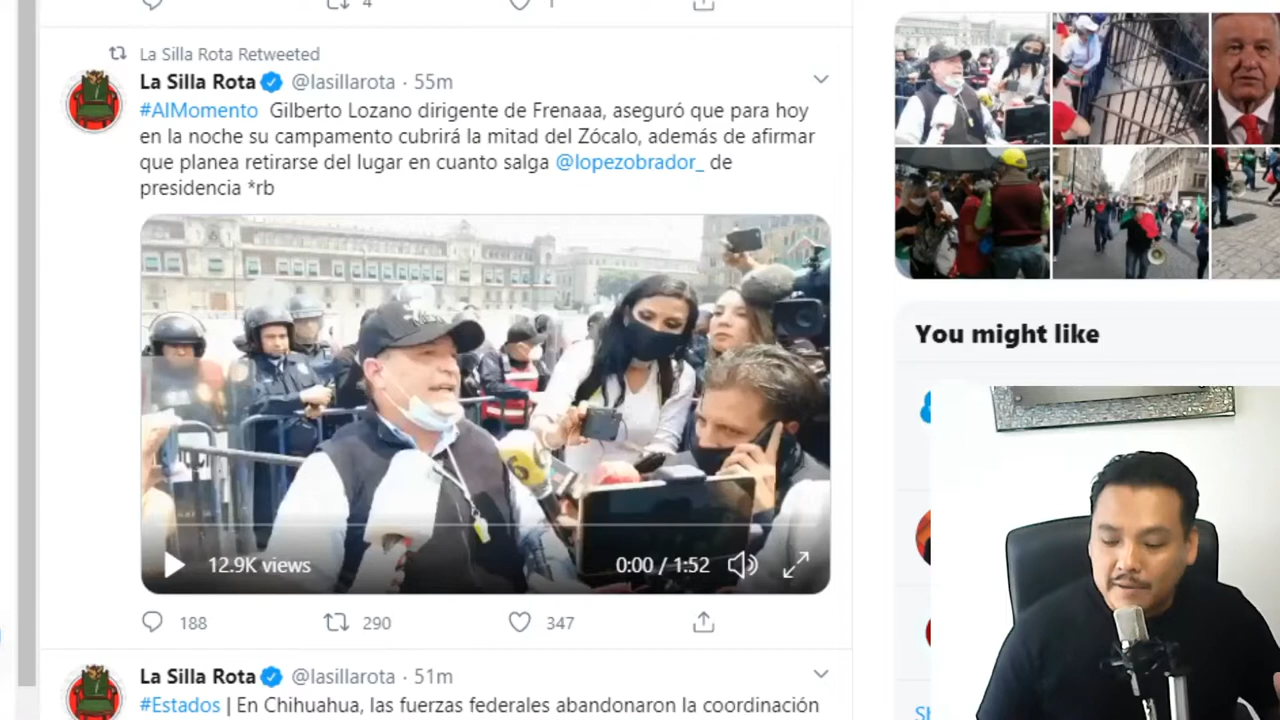 4
1
La Silla Rota Retweeted
La Silla Rota @lasillarota · 55m
#AlMomento Gilberto Lozano dirigente de Frenaaa, aseguró que para hoy
en la noche su campamento cubrirá la mitad del Zócalo, además de afirmar
que planea retirarse del lugar en cuanto salga @lopezobrador_ de
presidencia *rb
6
12.9K views
0:00 / 1:52
188
290
347
La Silla Rota @lasillarota · 51m
#Estados | En Chihuahua, las fuerzas federales abandonaron la coordinación
You might like